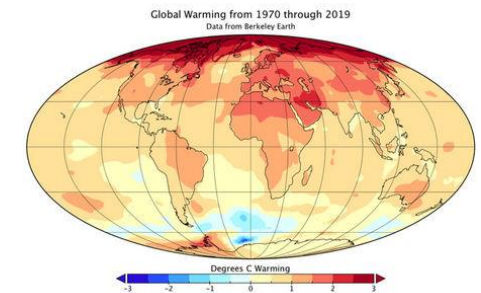 Global Warming from 1970 through 2019
Data from Berkeley Earth
Degrees C Warming
-3 -2 -1 0 1 2 3